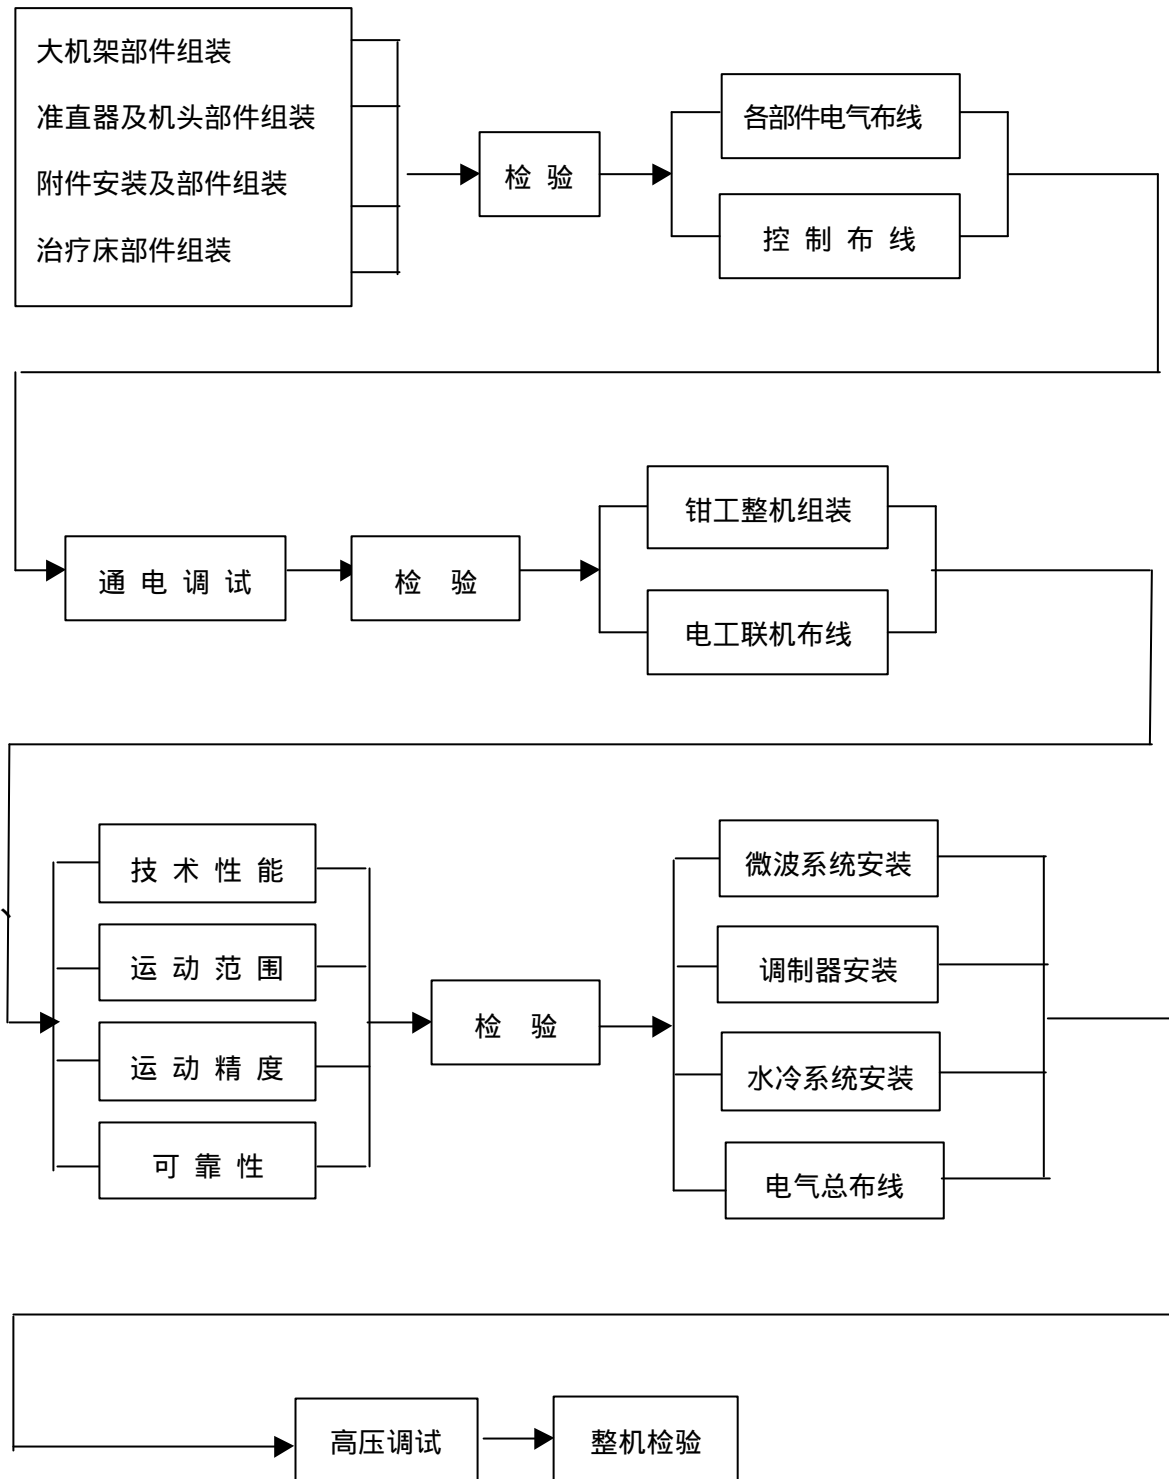 大机架部件组装
准直器及机头部件组装
附件安装及部件组装
治疗床部件组装
检 验
各部件电气布线
控 制 布 线
通 电 调 试
检 验
钳工整机组装
电工联机布线
技 术 性 能
运 动 范 围
运 动 精 度
可 靠 性
检 验
微波系统安装
调制器安装
水冷系统安装
电气总布线
高压调试
整机检验